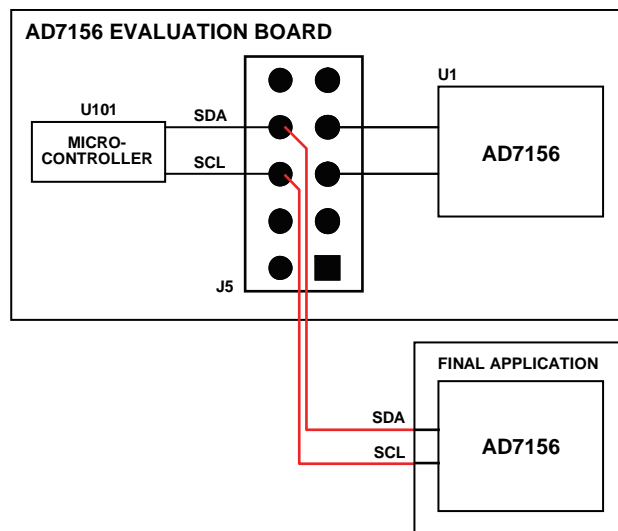 AD7156 EVALUATION BOARD
U101
MICRO-
CONTROLLER
SDA
SCL
J5
U1
AD7156
FINAL APPLICATION
SDA
SCL
AD7156